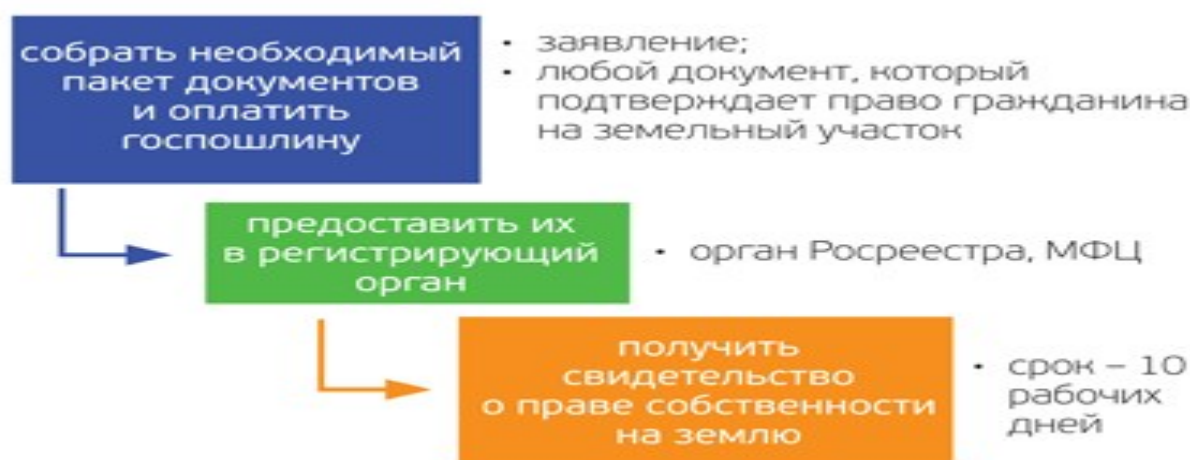 собрать необходимый
пакет документов
и оплатить
госпошлину
• заявление;
• любой документ, который
подтверждает право гражданина
на земельный участок
предоставить их
в регистрирующий
орган
• орган Росреестра, МФЦ
получить
свидетельство
о праве собственности
на землю
• срок – 10
рабочих
дней